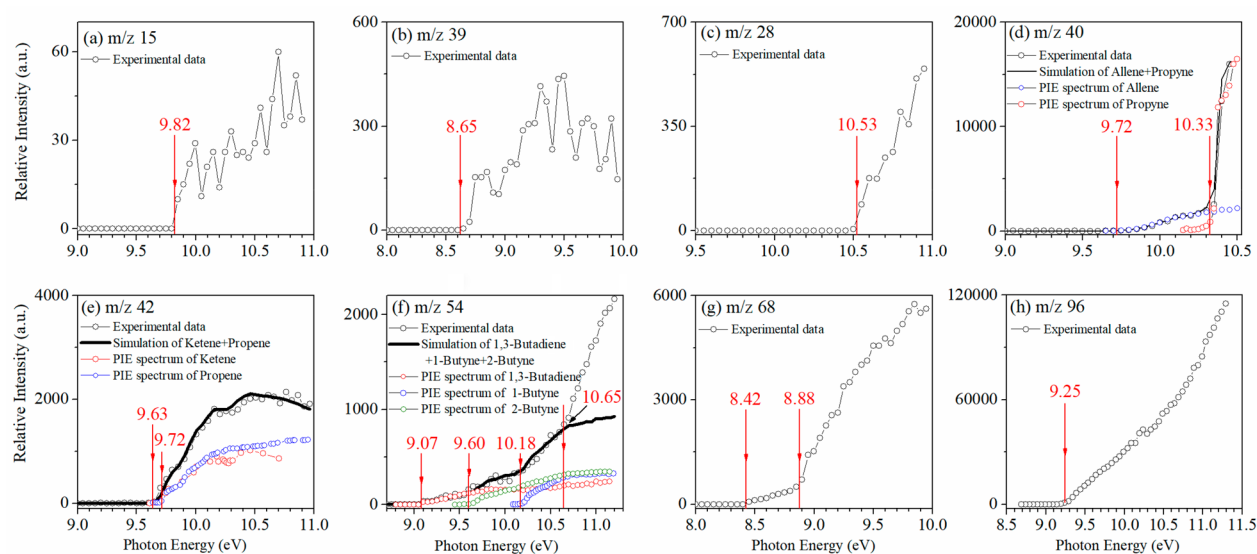 (a) m/z 15
Experimental data
9.82
60
30
0
9.0 9.5 10.0 10.5 11.0
Relative Intensity (a.u.)
(b) m/z 39
Experimental data
8.65
600
300
0
8.0 8.5 9.0 9.5 10.0
(c) m/z 28
Experimental data
10.53
700
350
0
9.5 10.0 10.5 11.0
(d) m/z 40
Experimental data
Simulation of Allene+Propyne
PIE spectrum of Allene
PIE spectrum of Propyne
9.72 10.33
20000
10000
0
9.0 9.5 10.0 10.5
(e) m/z 42
Experimental data
Simulation of Ketene+Propene
PIE spectrum of Ketene
PIE spectrum of Propene
9.63
9.72
4000
2000
0
9.0 9.5 10.0 10.5 11.0
Relative Intensity (a.u.)
Photon Energy (eV)
(f) m/z 54
Experimental data
Simulation of 1,3-Butadiene
+1-Butyne+2-Butyne
PIE spectrum of 1,3-Butadiene
PIE spectrum of 1-Butyne
PIE spectrum of 2-Butyne
10.65
9.07 9.60 10.18
2000
1000
0
9.0 9.5 10.0 10.5 11.0
Photon Energy (eV)
(g) m/z 68
Experimental data
8.42 8.88
6000
3000
0
8.0 8.5 9.0 9.5 10.0
Photon Energy (eV)
(h) m/z 96
Experimental data
9.25
120000
60000
0
8.5 9.0 9.5 10.0 10.5 11.0 11.5
Photon Energy (eV)